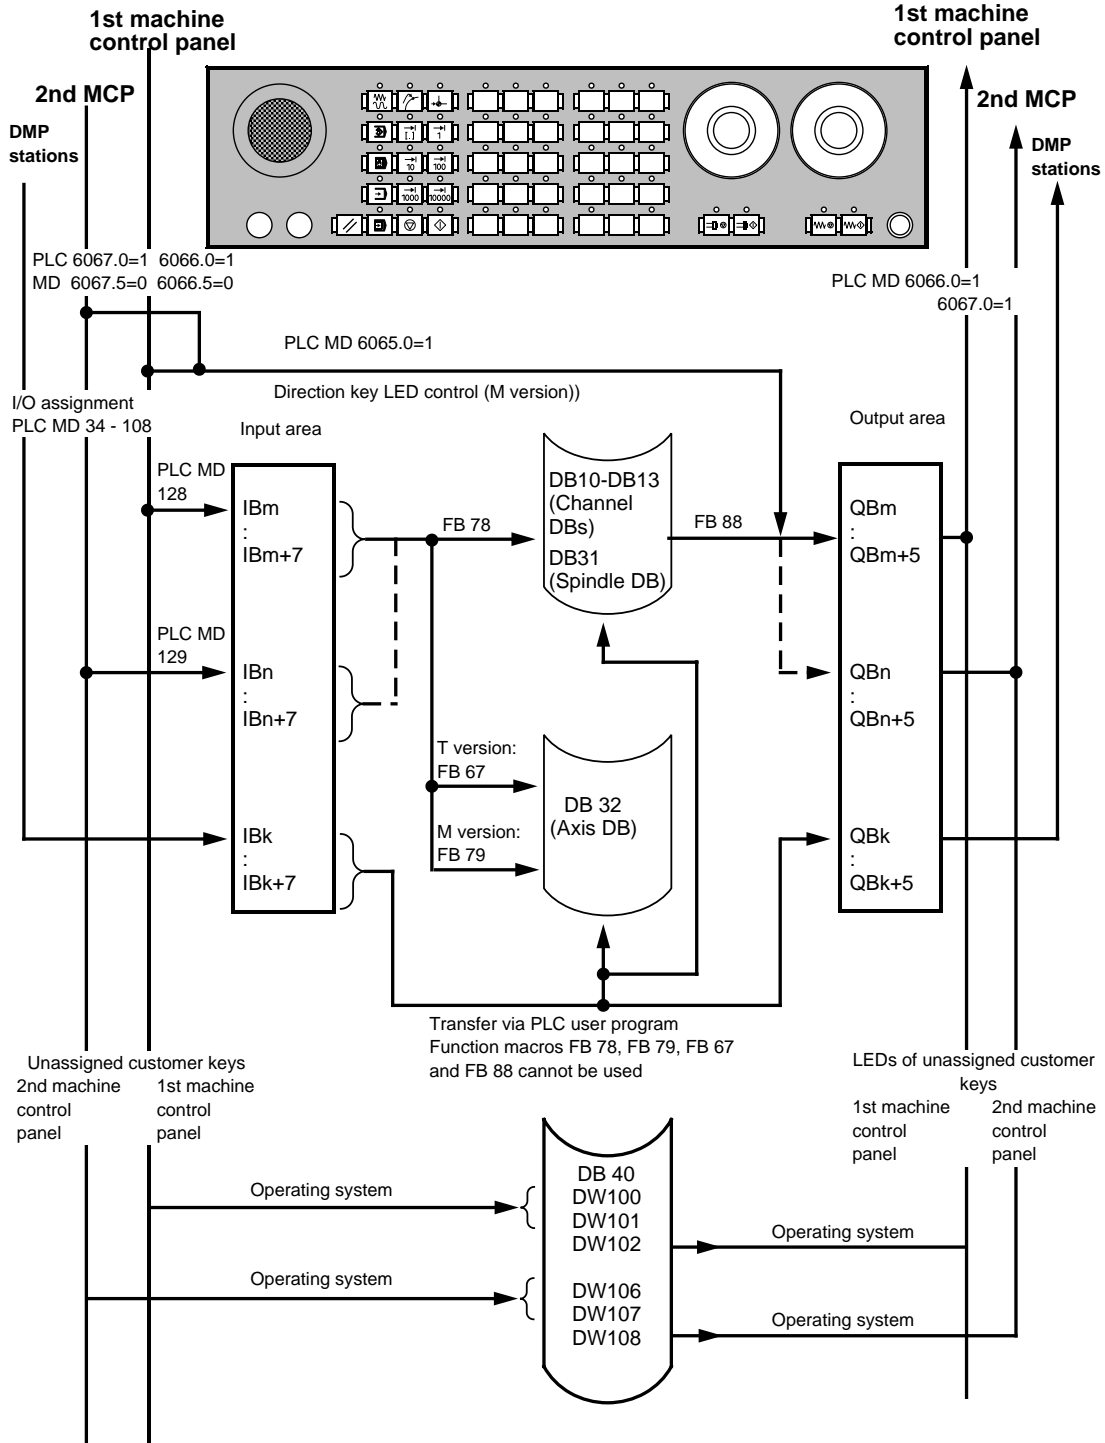 1st machine
control panel
1st machine
control panel
2nd MCP
2nd MCP
DMP
stations
DMP
stations
[.]
1
10
100
1000
10000
PLC 6067.0=1 6066.0=1
MD 6067.5=0 6066.5=0
PLC MD 6066.0=1
6067.0=1
PLC MD 6065.0=1
Direction key LED control (M version))
I/O assignment
PLC MD 34 - 108
Input area
Output area
PLC MD
128
IBm
:
IBm+7
FB 78
DB10-DB13
(Channel
DBs)
DB31
(Spindle DB)
FB 88
QBm
:
QBm+5
PLC MD
129
IBn
:
IBn+7
QBn
:
QBn+5
T version:
FB 67
M version:
FB 79
DB 32
(Axis DB)
IBk
:
IBk+7
QBk
:
QBk+5
Transfer via PLC user program
Function macros FB 78, FB 79, FB 67
and FB 88 cannot be used
Unassigned customer keys
2nd machine
control
panel
1st machine
control
panel
LEDs of unassigned customer
keys
1st machine
control
panel
2nd machine
control
panel
Operating system
DB 40
DW100
DW101
DW102
Operating system
Operating system
DW106
DW107
DW108
Operating system